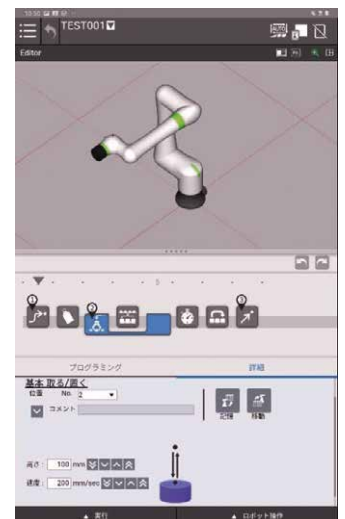 TEST001
AUTO
Editor
5
プログラミング
詳細
基本 取る/置く
位置 No. 2
コメント
記憶
移動
高さ: 100 mm
速度: 200 mm/sec
▲ 実行
▲ ロボット操作